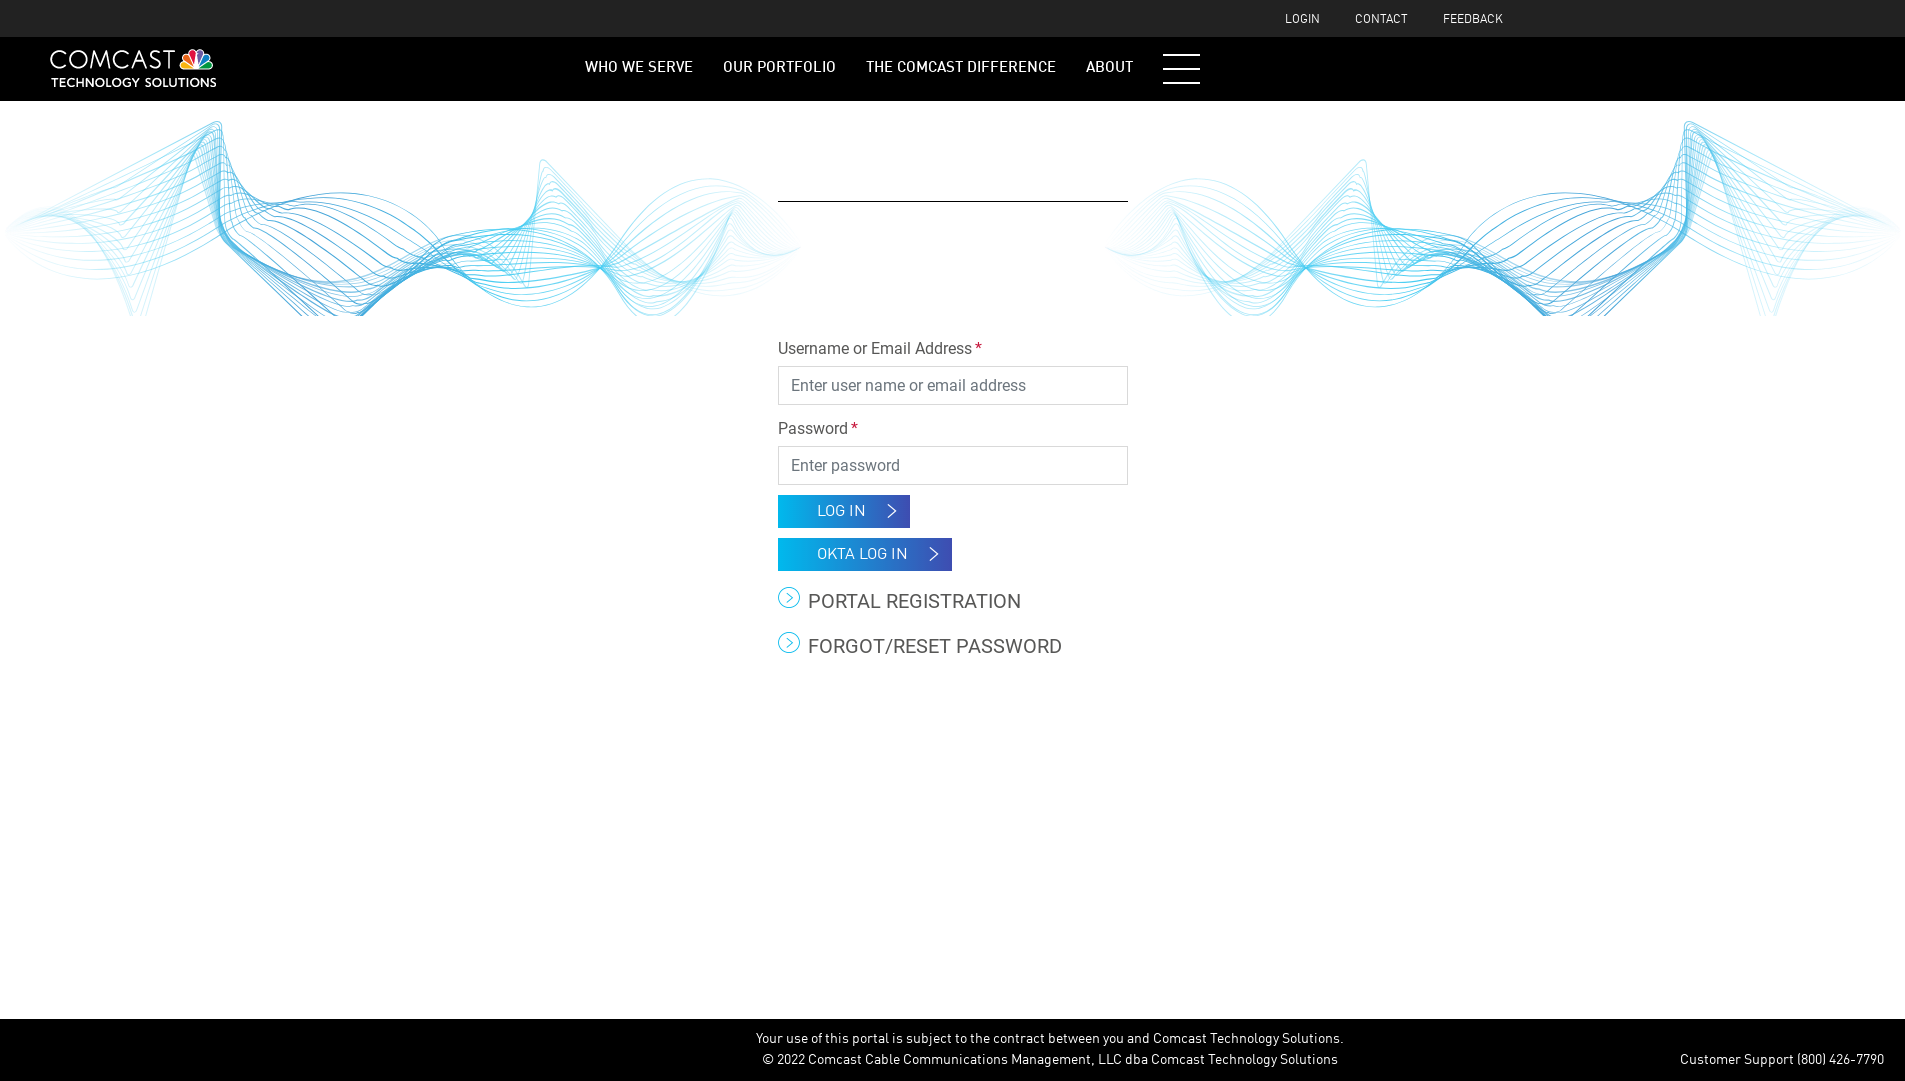 LOGIN CONTACT FEEDBACK
COMCAST
TECHNOLOGY SOLUTIONS
WHO WE SERVE OUR PORTFOLIO THE COMCAST DIFFERENCE ABOUT
Username or Email Address *
Enter user name or email address
Password *
Enter password
LOG IN
OKTA LOG IN
PORTAL REGISTRATION
FORGOT/RESET PASSWORD
Your use of this portal is subject to the contract between you and Comcast Technology Solutions.
© 2022 Comcast Cable Communications Management, LLC dba Comcast Technology Solutions
Customer Support (800) 426-7790